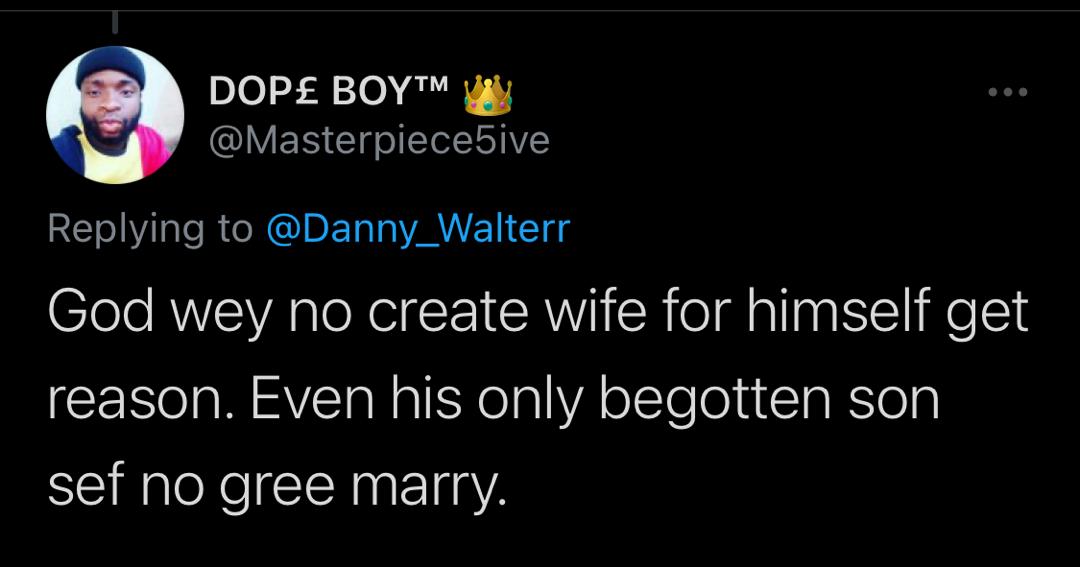 DOP£ BOY™ 👑
@Masterpiece5ive
Replying to @Danny_Walterr
God wey no create wife for himself get
reason. Even his only begotten son
sef no gree marry.